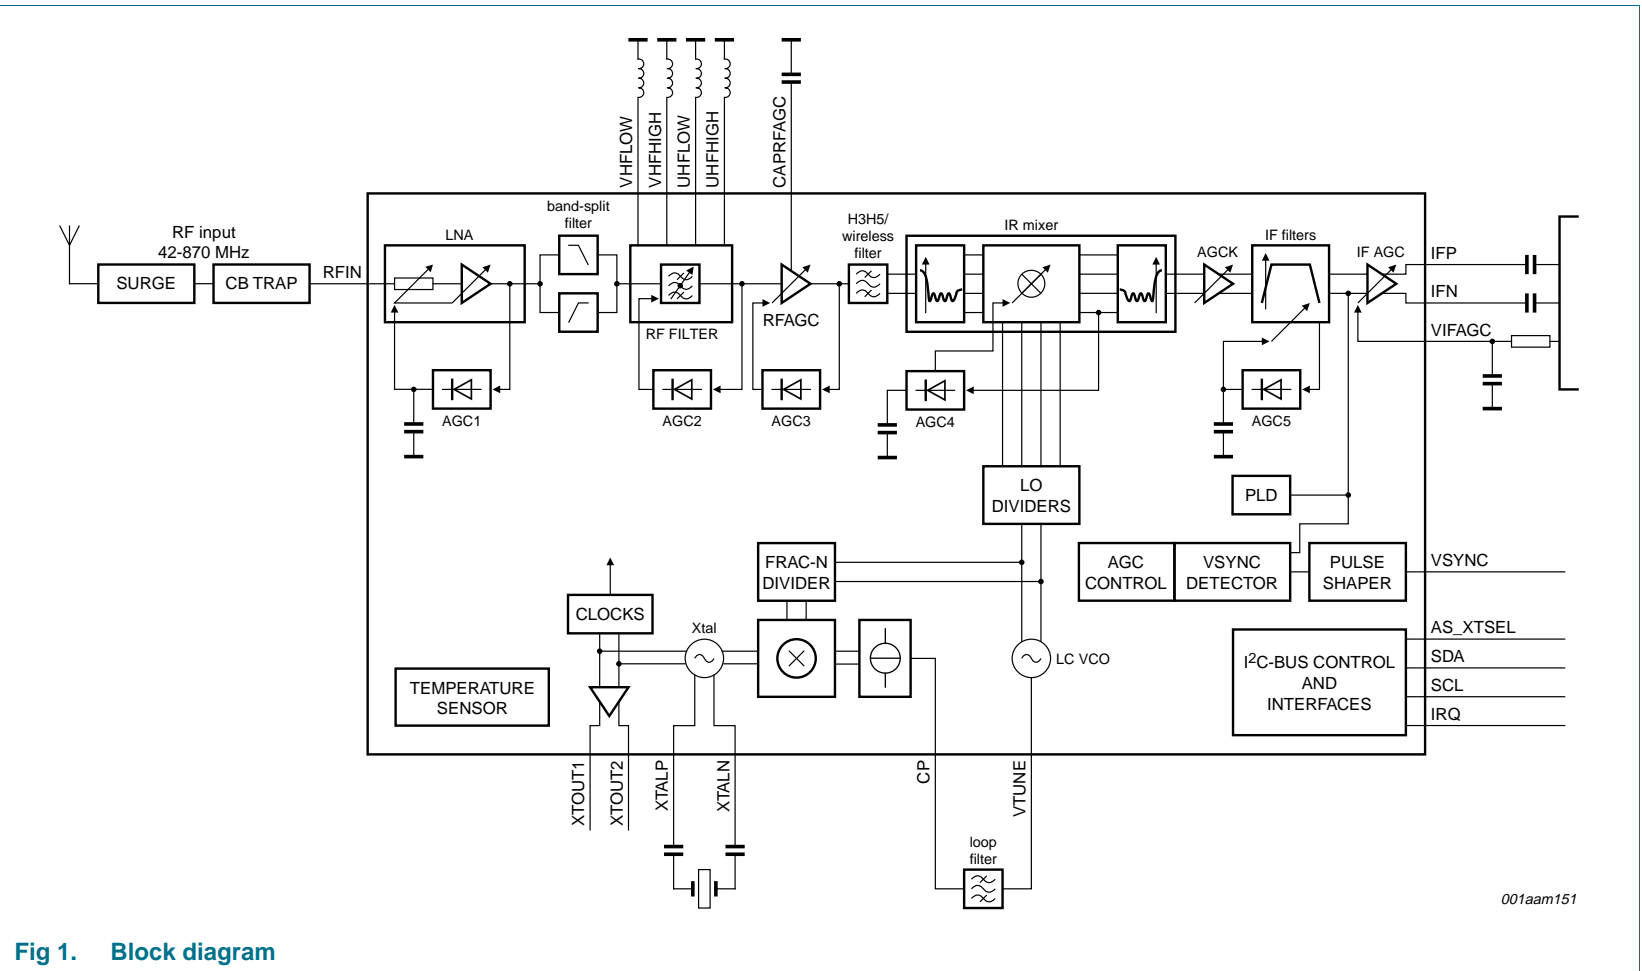 VHFLOW
VHFHIGH
UHFLOW
UHFHIGH
CAPRFAGC
RF input
42-870 MHz
SURGE
CB TRAP
RFIN
LNA
band-split
filter
RF FILTER
RFAGC
H3H5/
wireless
filter
IR mixer
AGCK
IF filters
IF AGC
IFP
IFN
VIFAGC
AGC1
AGC2
AGC3
AGC4
AGC5
LO
DIVIDERS
PLD
FRAC-N
DIVIDER
AGC
CONTROL
VSYNC
DETECTOR
PULSE
SHAPER
VSYNC
CLOCKS
Xtal
LC VCO
TEMPERATURE
SENSOR
I²C-BUS CONTROL
AND
INTERFACES
AS_XTSEL
SDA
SCL
IRQ
XTOUT1
XTOUT2
XTALP
XTALN
CP
VTUNE
loop
filter
001aam151
Fig 1. Block diagram